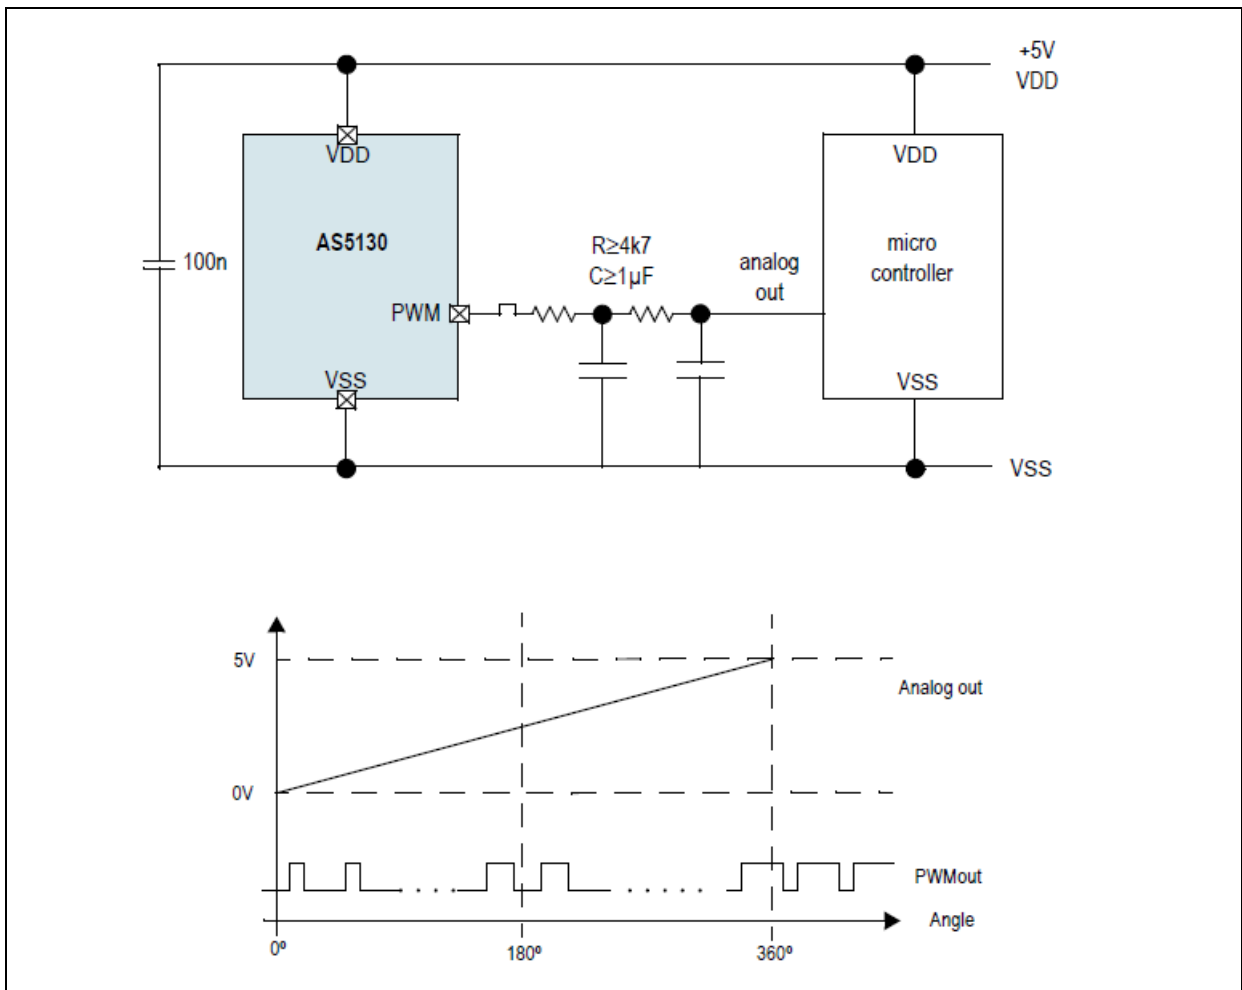 +5V
VDD
VDD
VDD
AS5130
100n
R≥4k7
C≥1µF
analog
out
micro
controller
PWM
VSS
VSS
VSS
5V
Analog out
0V
PWMout
Angle
0º
180º
360º